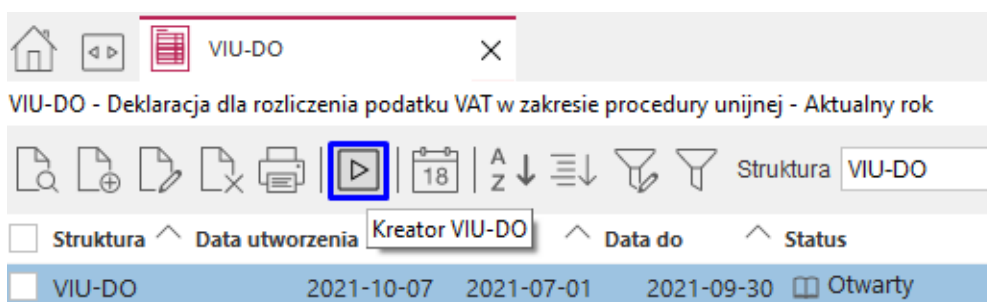 VIU-DO
VIU-DO - Deklaracja dla rozliczenia podatku VAT w zakresie procedury unijnej - Aktualny rok
18 A Z Struktura VIU-DO
Kreator VIU-DO
Struktura Data utworzenia Data do Status
VIU-DO 2021-10-07 2021-07-01 2021-09-30 Otwarty